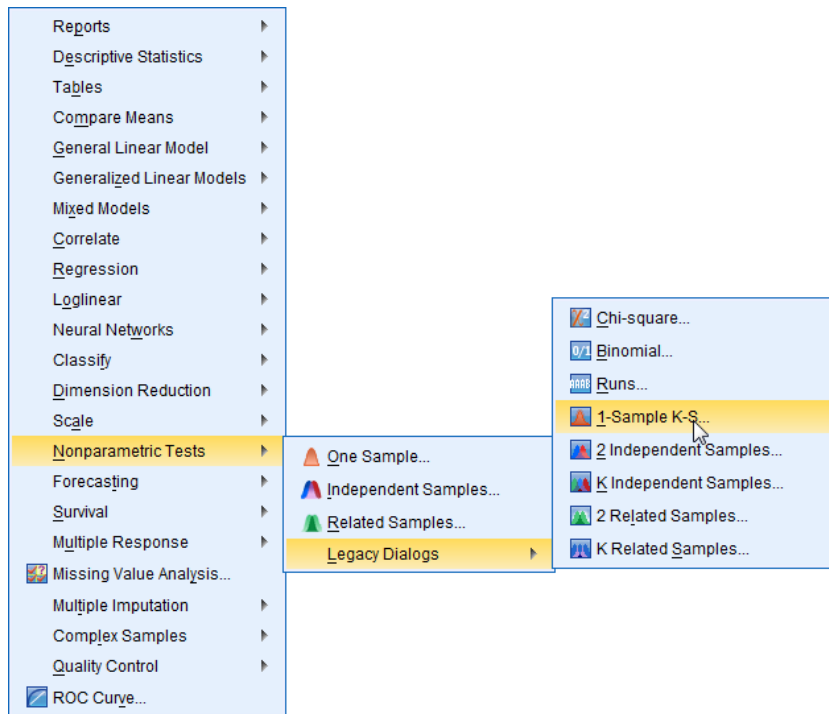 Reports
Descriptive Statistics
Tables
Compare Means
General Linear Model
Generalized Linear Models
Mixed Models
Correlate
Regression
Loglinear
Neural Networks
Classify
Dimension Reduction
Scale
Nonparametric Tests
Forecasting
Survival
Multiple Response
Missing Value Analysis...
Multiple Imputation
Complex Samples
Quality Control
ROC Curve...
One Sample...
Independent Samples...
Related Samples...
Legacy Dialogs
Chi-square...
0/1 Binomial...
AAAB Runs...
1-Sample K-S...
2 Independent Samples...
K Independent Samples...
2 Related Samples...
K Related Samples...